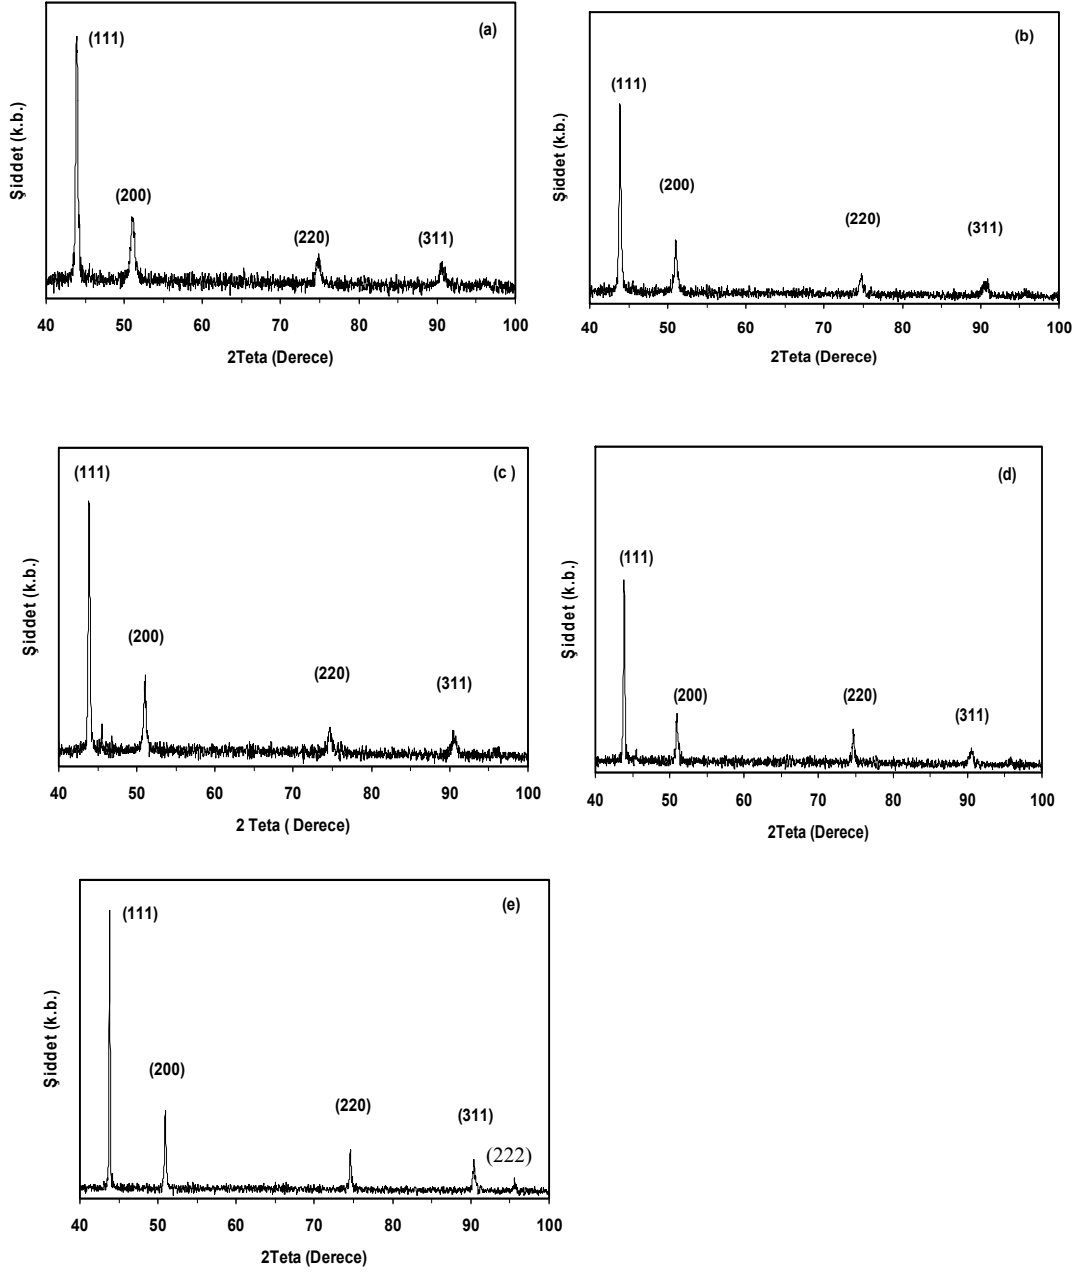 (a)
(111)
(200)
(220)
(311)
Şiddet (k.b.)
40 50 60 70 80 90 100
2Teta (Derece)
(b)
(111)
(200)
(220)
(311)
Şiddet (k.b.)
40 50 60 70 80 90 100
2Teta (Derece)
(c )
(111)
(200)
(220)
(311)
Şiddet (k.b.)
40 50 60 70 80 90 100
2 Teta ( Derece)
(d)
(111)
(200)
(220)
(311)
Şiddet (k.b.)
40 50 60 70 80 90 100
2Teta (Derece)
(e)
(111)
(200)
(220)
(311)
(222)
Şiddet (k.b.)
40 50 60 70 80 90 100
2Teta (Derece)